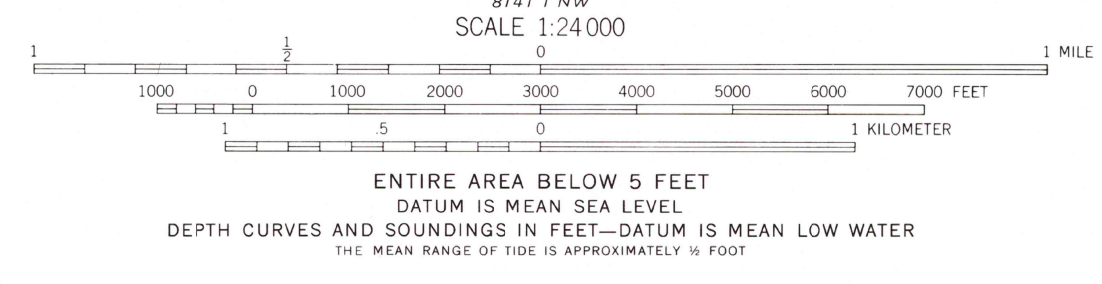 SCALE 1:24 000
1 ½ 0 1 MILE
1000 0 1000 2000 3000 4000 5000 6000 7000 FEET
1 .5 0 1 KILOMETER
ENTIRE AREA BELOW 5 FEET
DATUM IS MEAN SEA LEVEL
DEPTH CURVES AND SOUNDINGS IN FEET—DATUM IS MEAN LOW WATER
THE MEAN RANGE OF TIDE IS APPROXIMATELY ½ FOOT